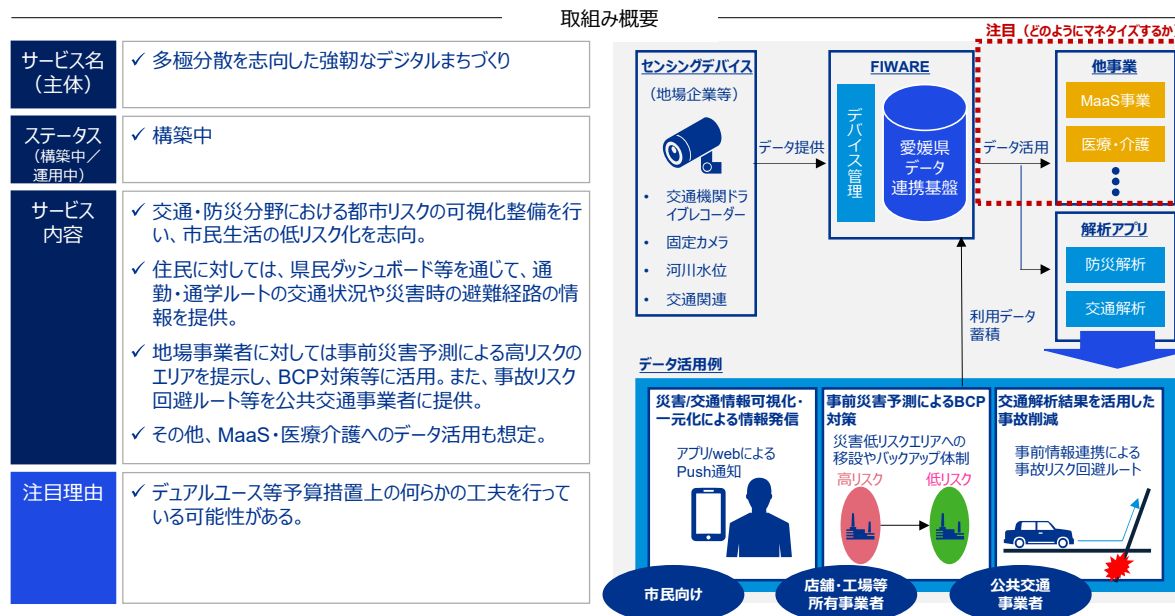 取組み概要
サービス名
（主体）
✓ 多極分散を志向した強靭なデジタルまちづくり
ステータス
（構築中／
運用中）
✓ 構築中
サービス
内容
✓ 交通・防災分野における都市リスクの可視化整備を行
い、市民生活の低リスク化を志向。
✓ 住民に対しては、県民ダッシュボード等を通じて、通
勤・通学ルートの交通状況や災害時の避難経路の情
報を提供。
✓ 地場事業者に対しては事前災害予測による高リスクの
エリアを提示し、BCP対策等に活用。また、事故リスク
回避ルート等を公共交通事業者に提供。
✓ その他、MaaS・医療介護へのデータ活用も想定。
注目理由
✓ デュアルユース等予算措置上の何らかの工夫を行って
いる可能性がある。
注目（どのようにマネタイズするか）
センシングデバイス
（地場企業等）
• 交通機関ドラ
イブレコーダー
• 固定カメラ
• 河川水位
• 交通関連
データ提供
FIWARE
デバイス管理
愛媛県
データ
連携基盤
データ活用
他事業
MaaS事業
医療・介護
解析アプリ
防災解析
交通解析
利用データ
蓄積
データ活用例
災害/交通情報可視化・
一元化による情報発信
アプリ/webによる
Push通知
市民向け
事前災害予測によるBCP
対策
災害低リスクエリアへの
移設やバックアップ体制
高リスク
低リスク
店舗・工場等
所有事業者
交通解析結果を活用した
事故削減
事前情報連携による
事故リスク回避ルート
公共交通
事業者